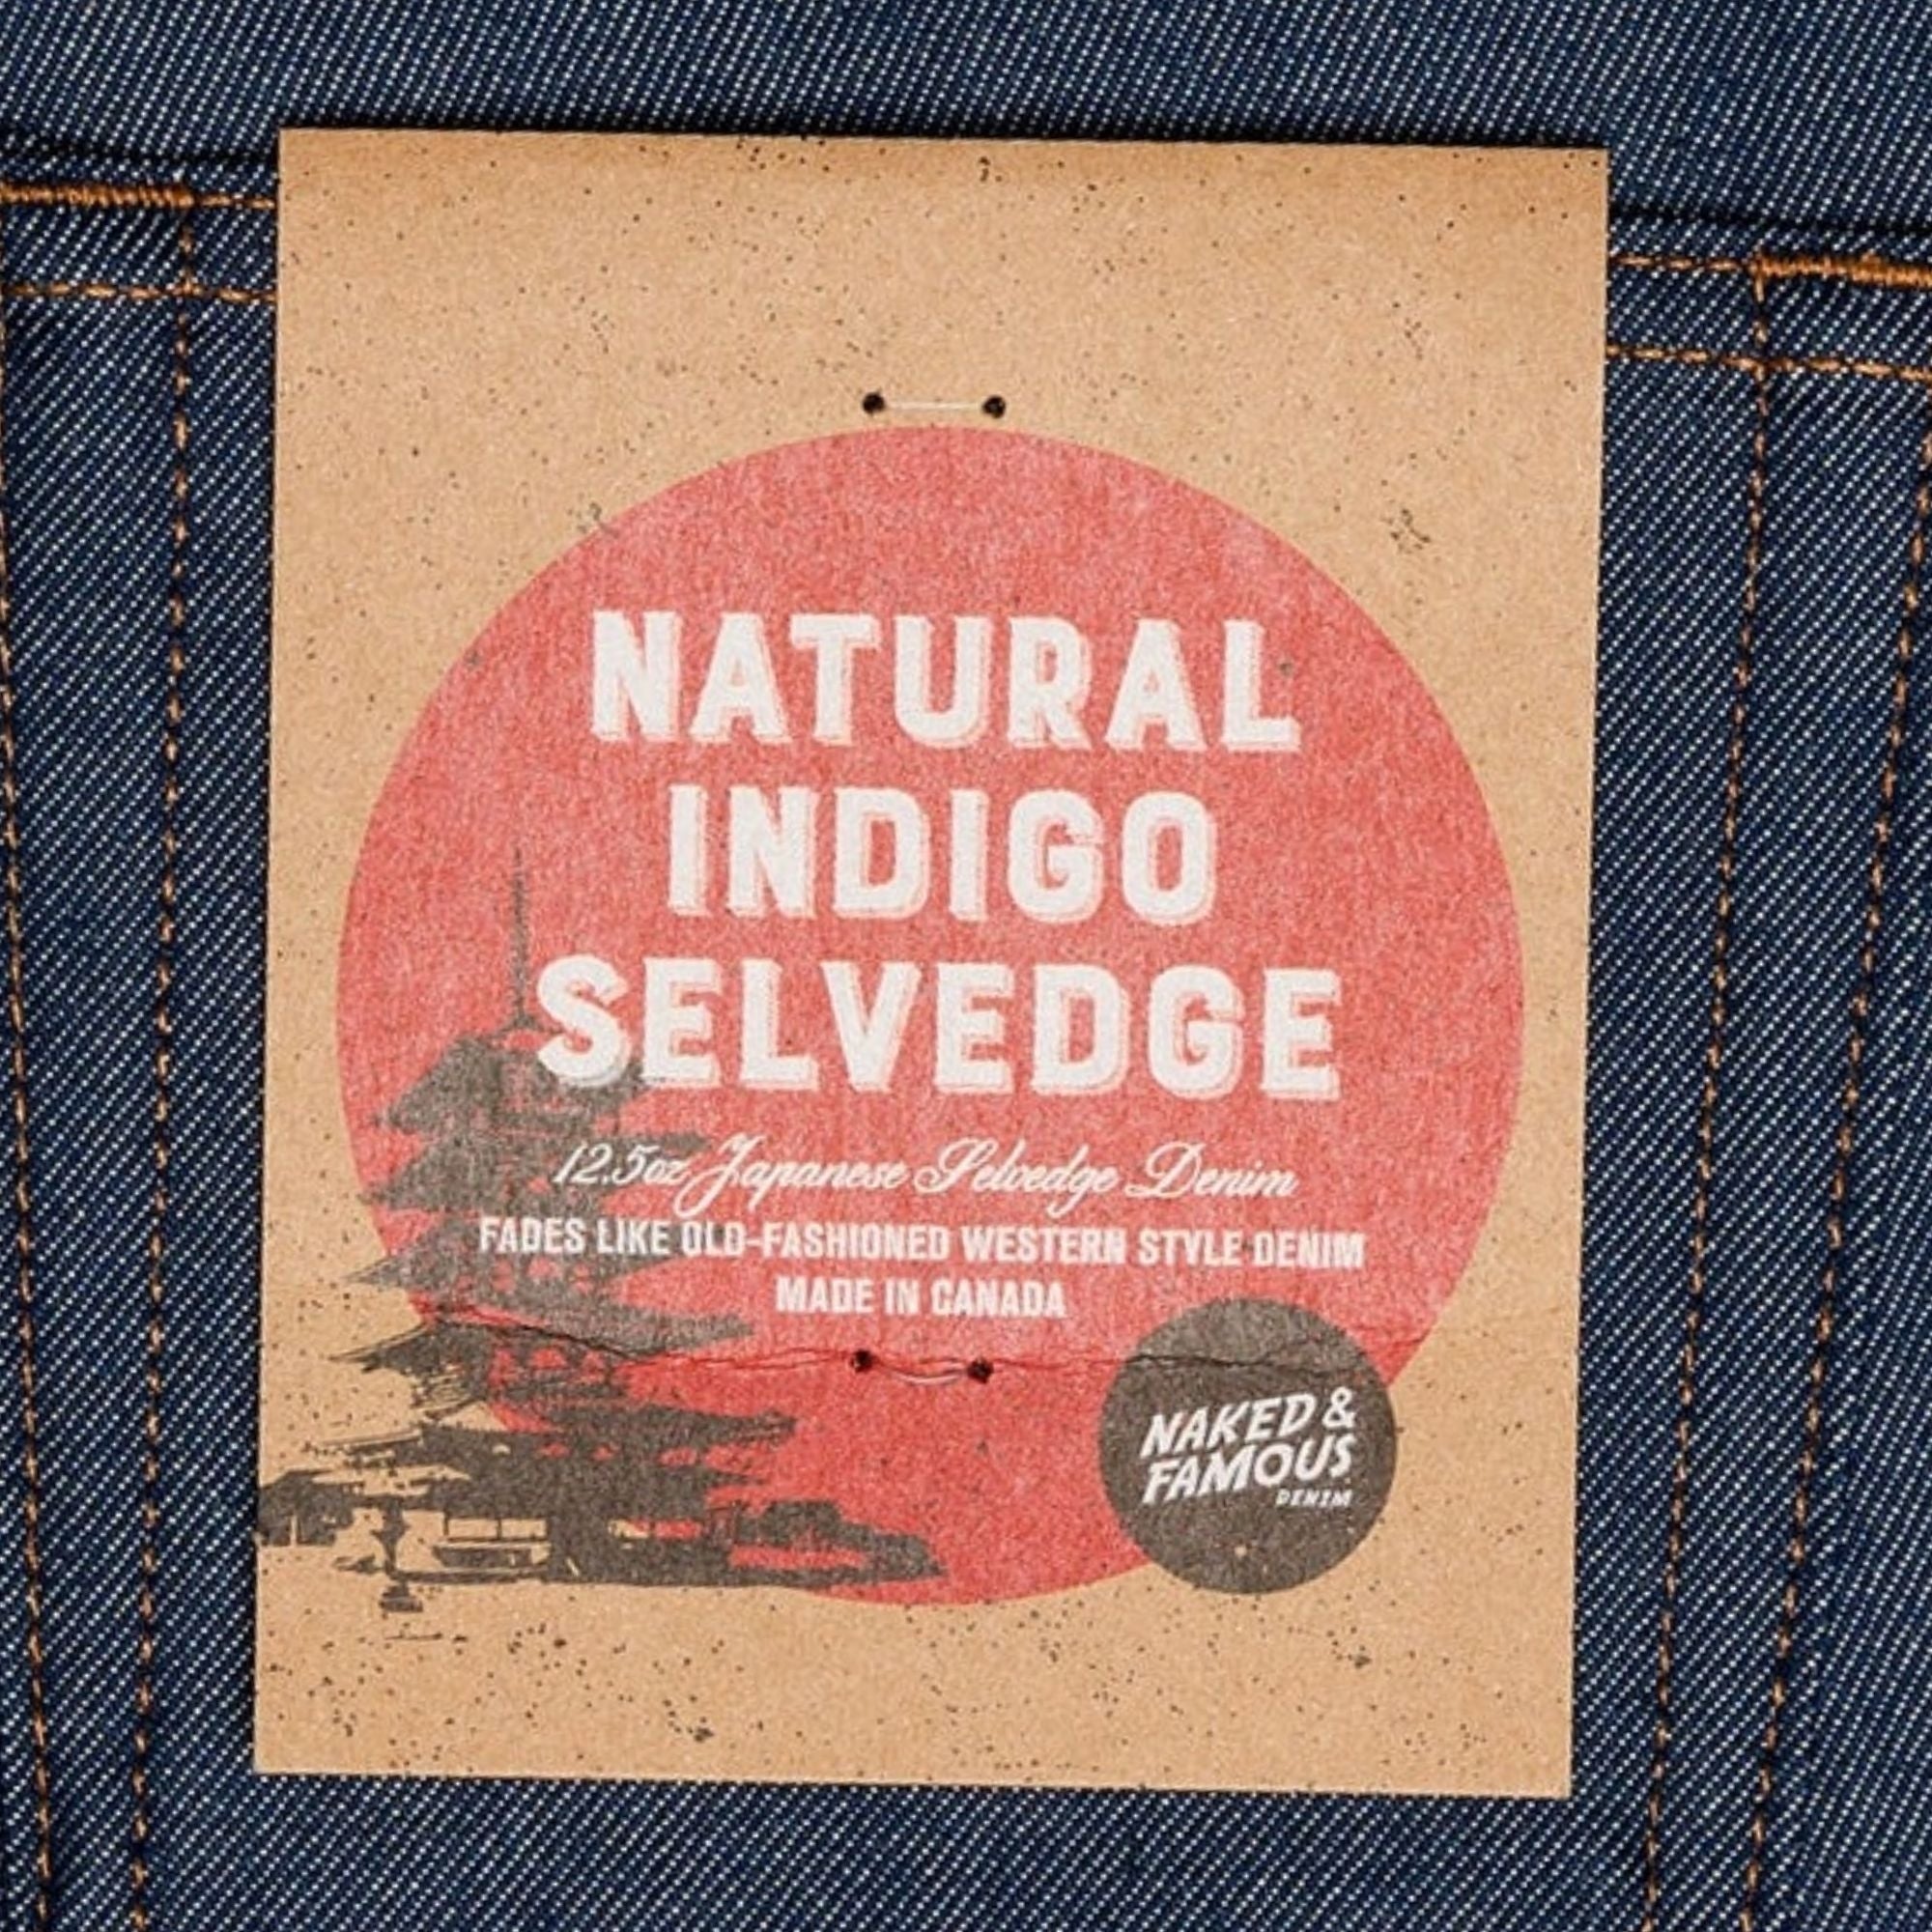 NATURAL
INDIGO
SELVEDGE
12.5oz Japanese Selvedge Denim
FADES LIKE OLD-FASHIONED WESTERN STYLE DENIM
MADE IN CANADA
NAKED &
FAMOUS
DENIM